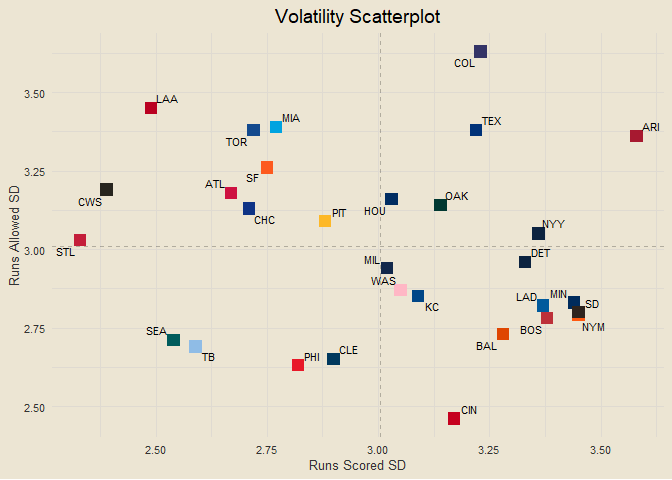 Volatility Scatterplot
COL
3.50
LAA
MIA
TEX
ARI
TOR
SF
3.25
ATL
CWS
CHC
PIT
HOU
OAK
NYY
STL
3.00
Runs Allowed SD
MIL
DET
WAS
KC
LAD
MIN
SD
BOS
NYM
2.75
SEA
TB
PHI
CLE
BAL
2.50
CIN
2.50
2.75
3.00
3.25
3.50
Runs Scored SD